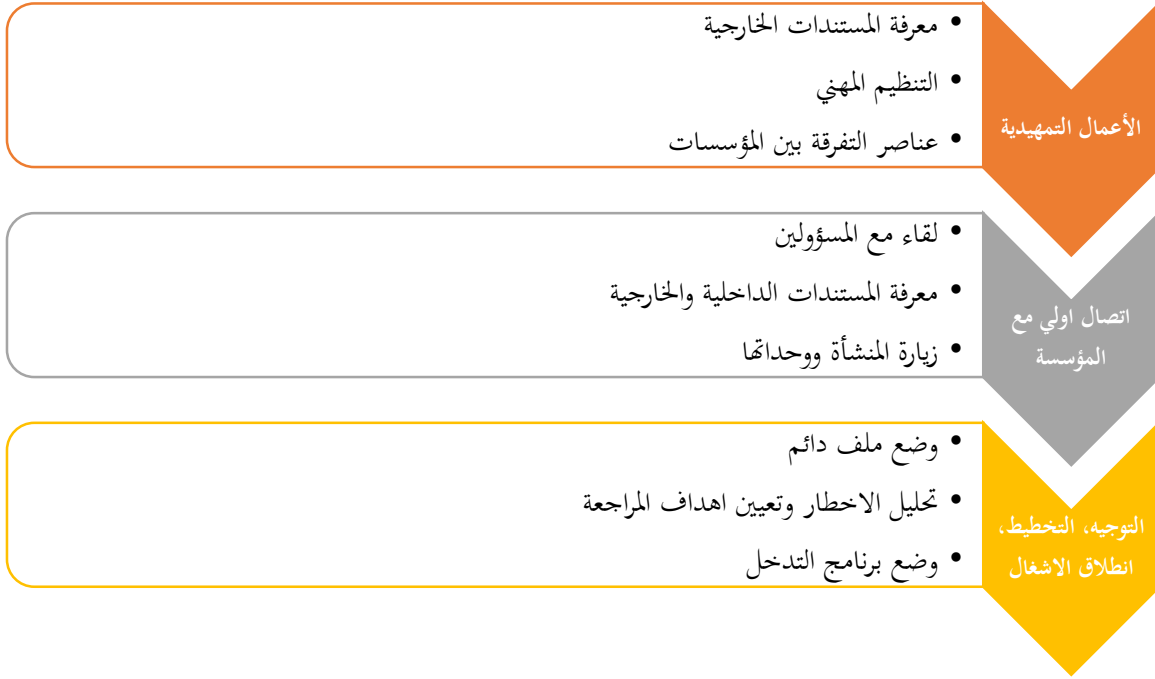 الأعمال التمهيدية
• معرفة المستندات الخارجية
• التنظيم المهني
• عناصر التفرقة بين المؤسسات
اتصال اولي مع
المؤسسة
• لقاء مع المسؤولين
• معرفة المستندات الداخلية والخارجية
• زيارة المنشأة ووحداتها
التوجيه، التخطيط،
انطلاق الاشغال
• وضع ملف دائم
• تحليل الاخطار وتعيين اهداف المراجعة
• وضع برنامج التدخل